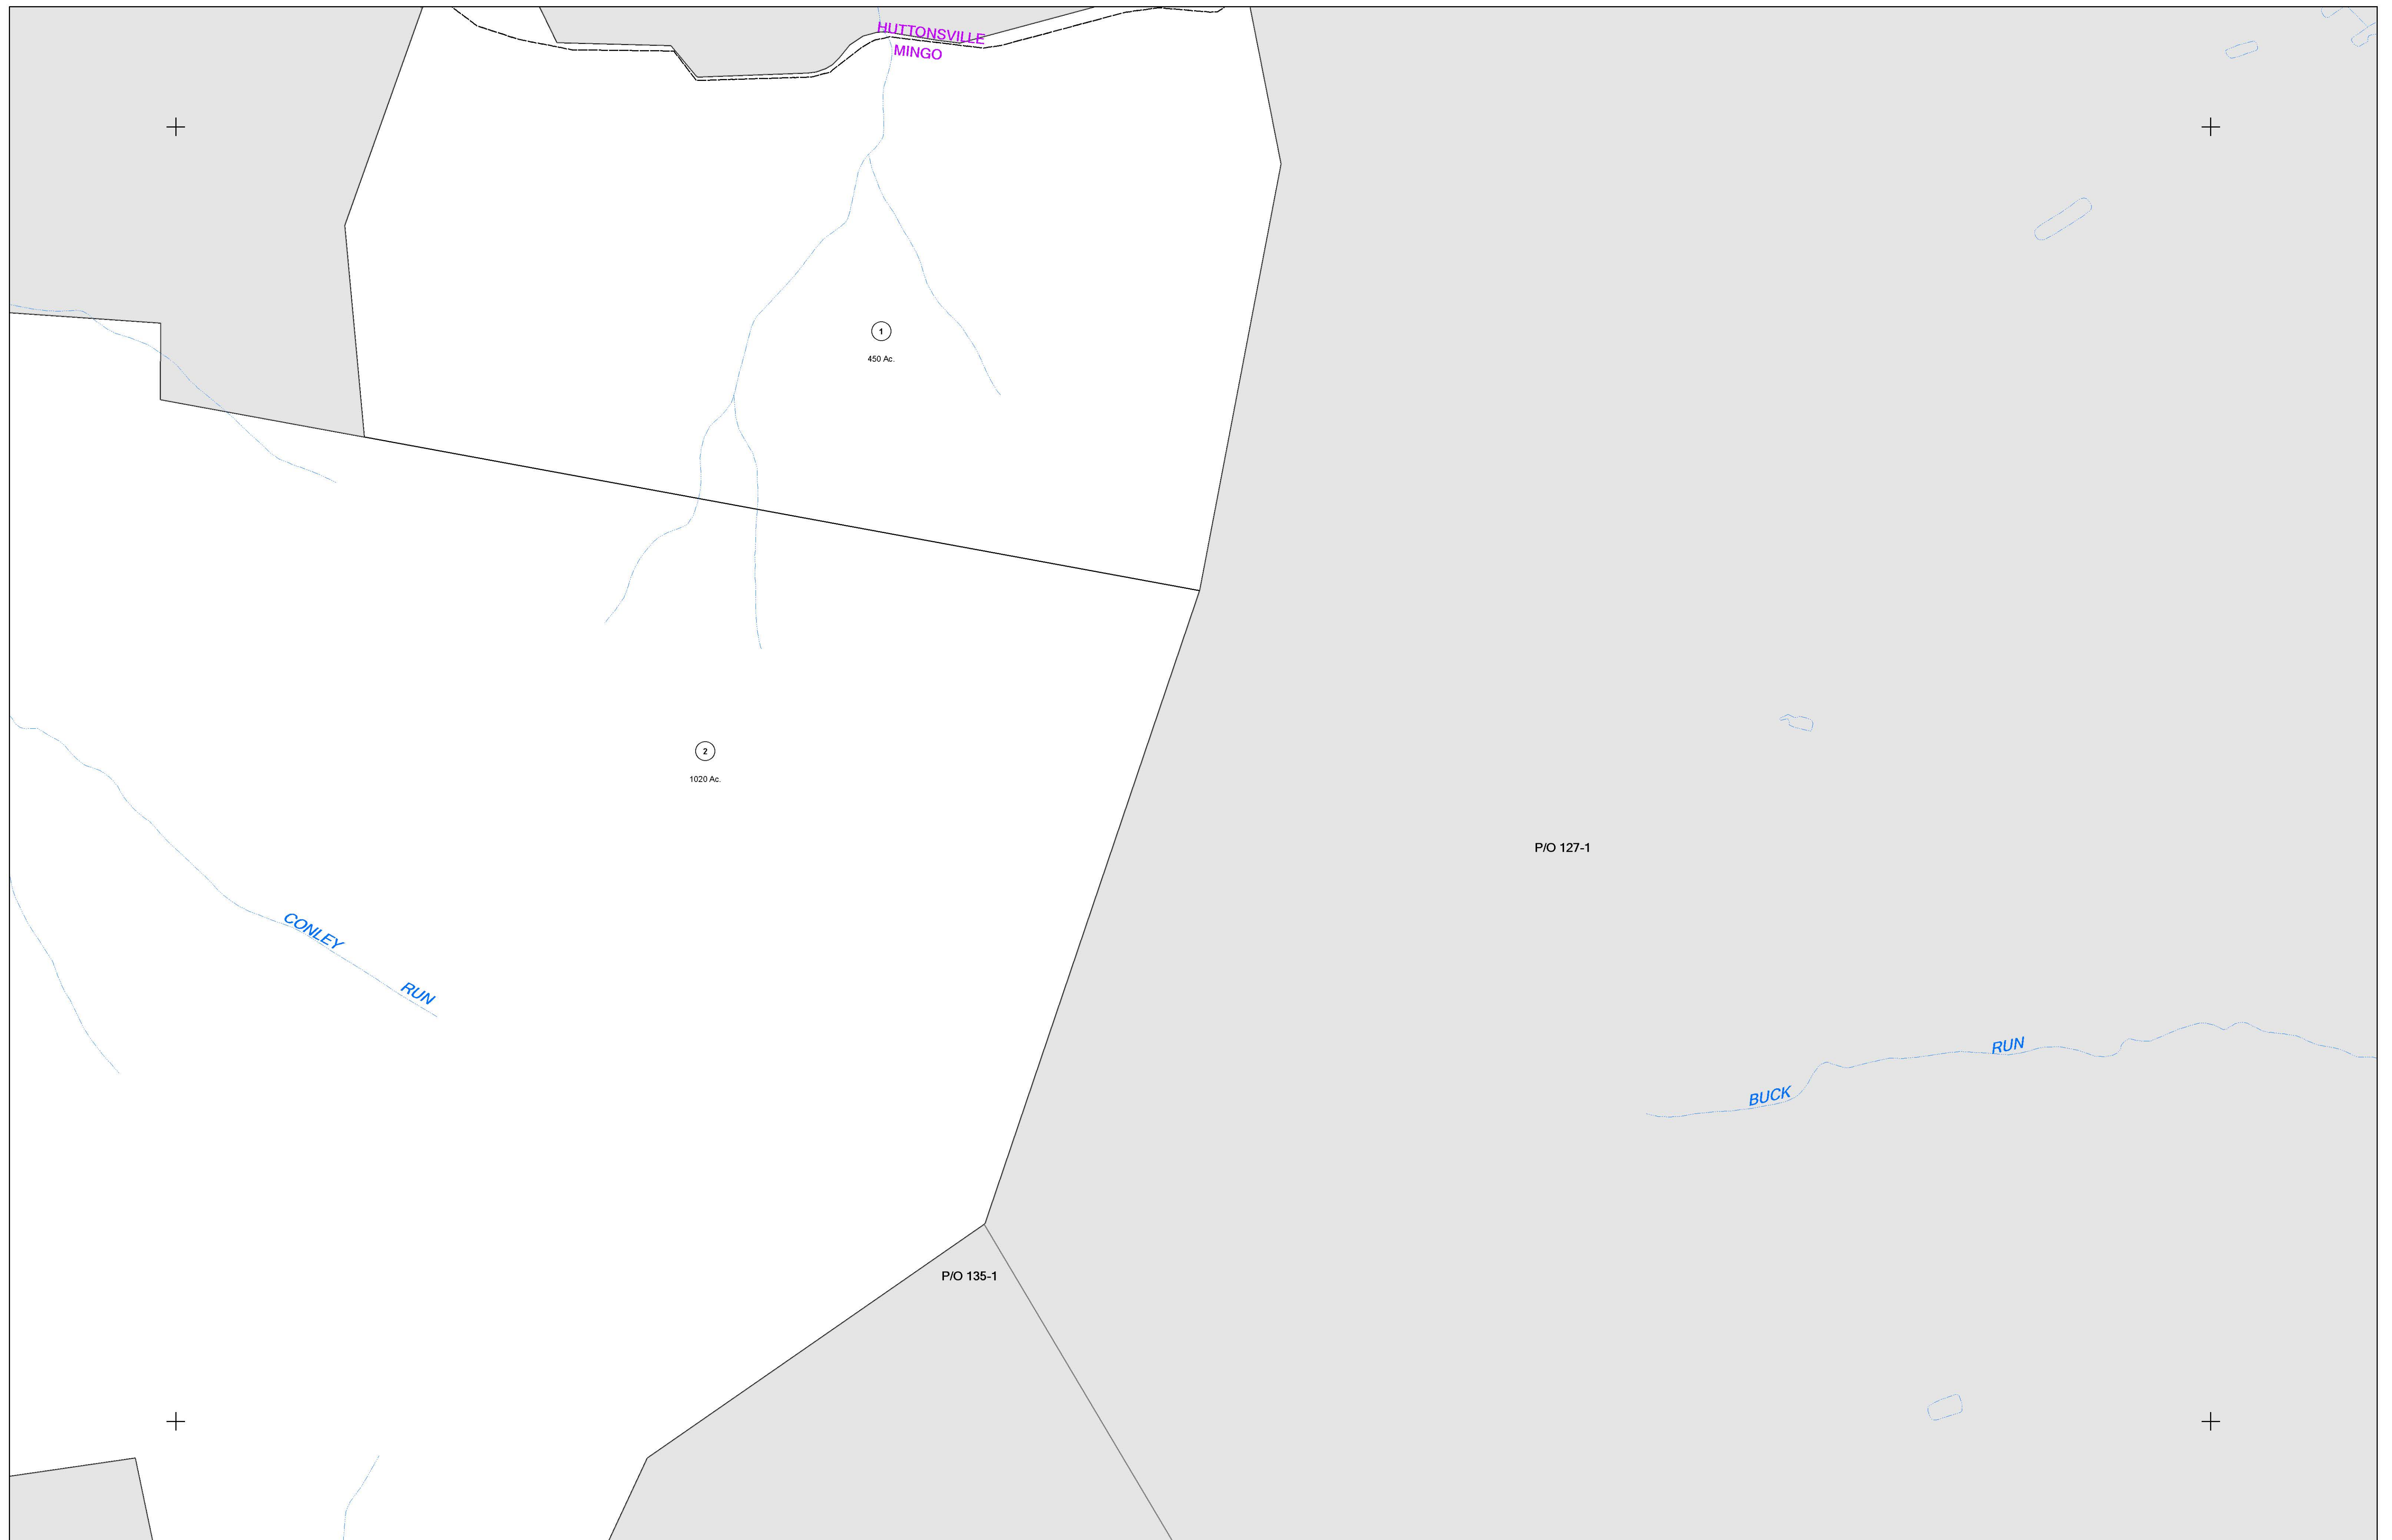 HUTTONSVILLE
MINGO
1
450 Ac.
2
1020 Ac.
P/O 127-1
CONLEY
RUN
RUN
BUCK
P/O 135-1